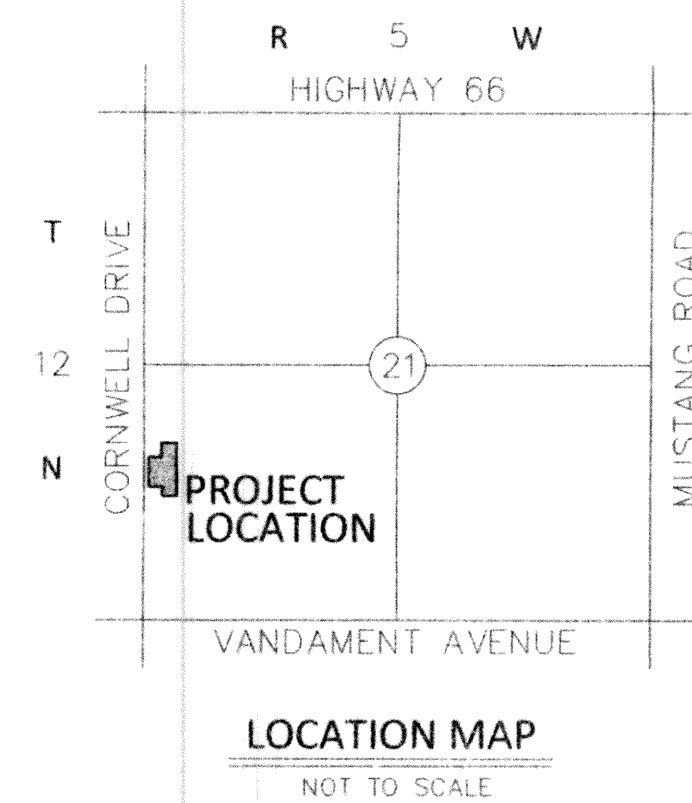 R 5 W
HIGHWAY 66
T
12
N
CORNWELL DRIVE
21
MUSTANG ROAD
PROJECT
LOCATION
VANDAMENT AVENUE
LOCATION MAP
NOT TO SCALE